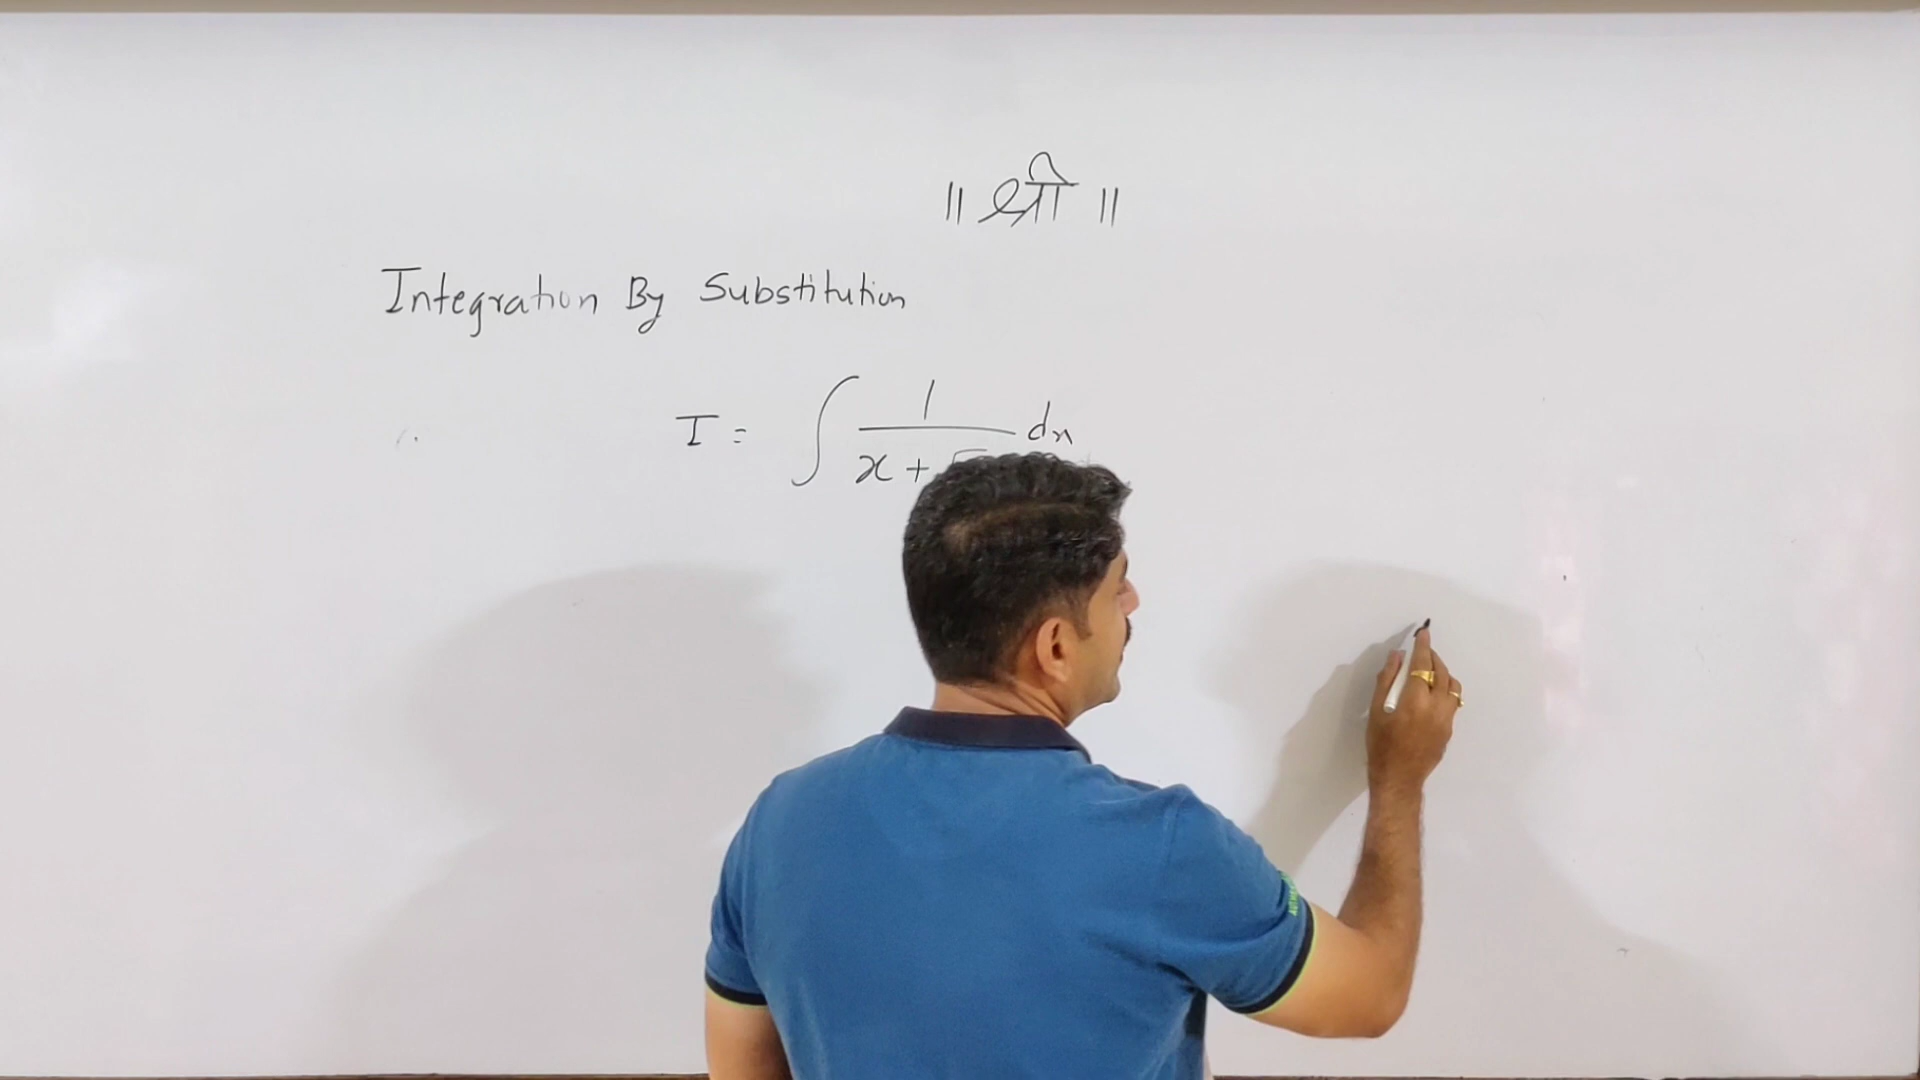 ॥ श्री ॥
Integration By Substitution
I = ∫ 1/(x + √ dx